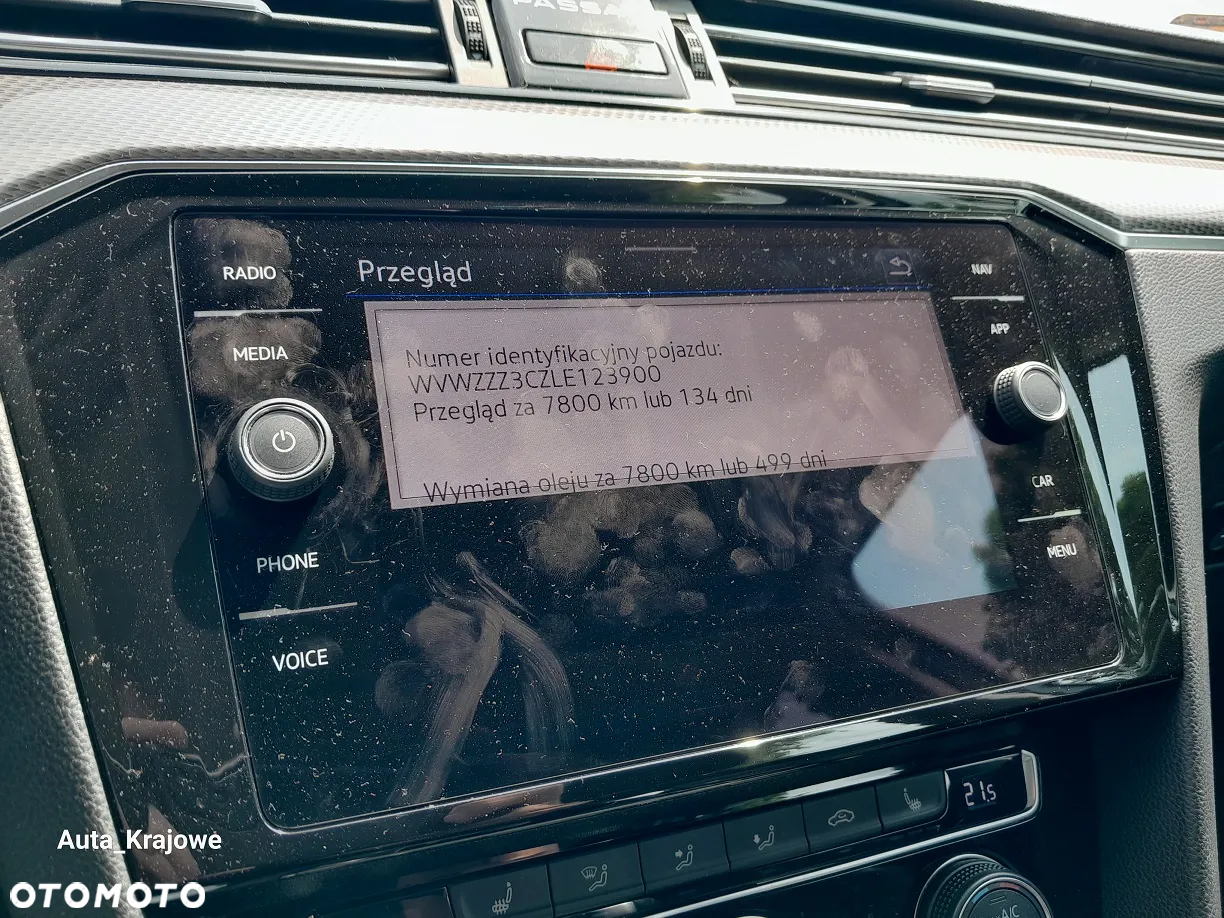 PASSA
RADIO
Przegląd
NAV
MEDIA
APP
Numer identyfikacyjny pojazdu:
WVWZZZ3CZLE123900
Przegląd za 7800 km lub 134 dni
Wymiana oleju za 7800 km lub 499 dni
CAR
PHONE
MENU
VOICE
21.5
A/C
Auta_Krajowe
OTOMOTO